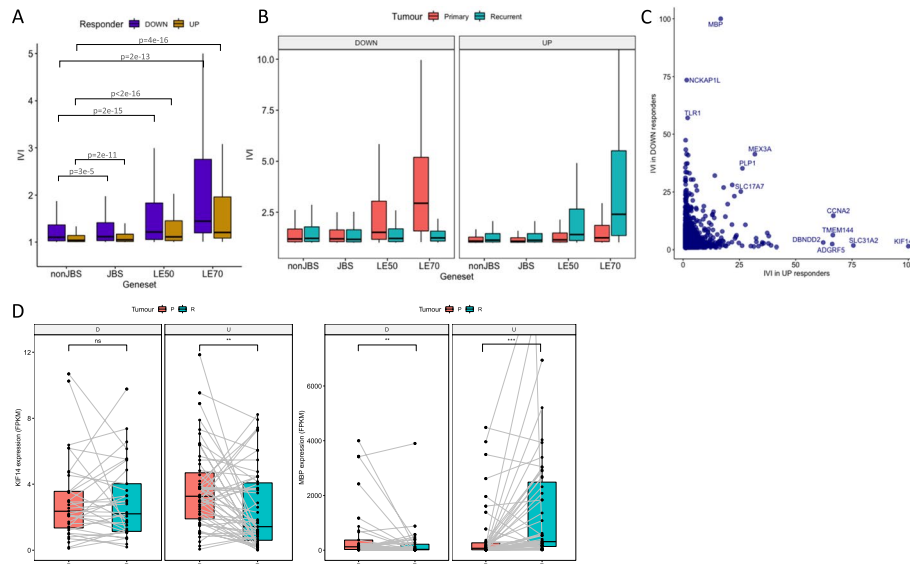 A
Responder DOWN UP
p=4e-16
p=2e-13
p<2e-16
p=2e-15
p=2e-11
p=3e-5
IVI
5
4
3
2
1
nonJBS JBS LE50 LE70
Geneset
B
Tumour Primary Recurrent
DOWN UP
IVI
10.0
7.5
5.0
2.5
nonJBS JBS LE50 LE70 nonJBS JBS LE50 LE70
Geneset
C
IVI in DOWN responders
100
75
50
25
0
MBP
NCKAP1L
TLR1
MEX3A
PLP1
SLC17A7
CCNA2
TMEM144
DBNDD2
SLC31A2
ADGRF5
0 25 50 75
IVI in UP responders
D
Tumour P R
D U
ns **
KIF14 expression (FPKM)
12
8
4
0
Tumour P R
D U
** ***
MBP expression (FPKM)
6000
4000
2000
0